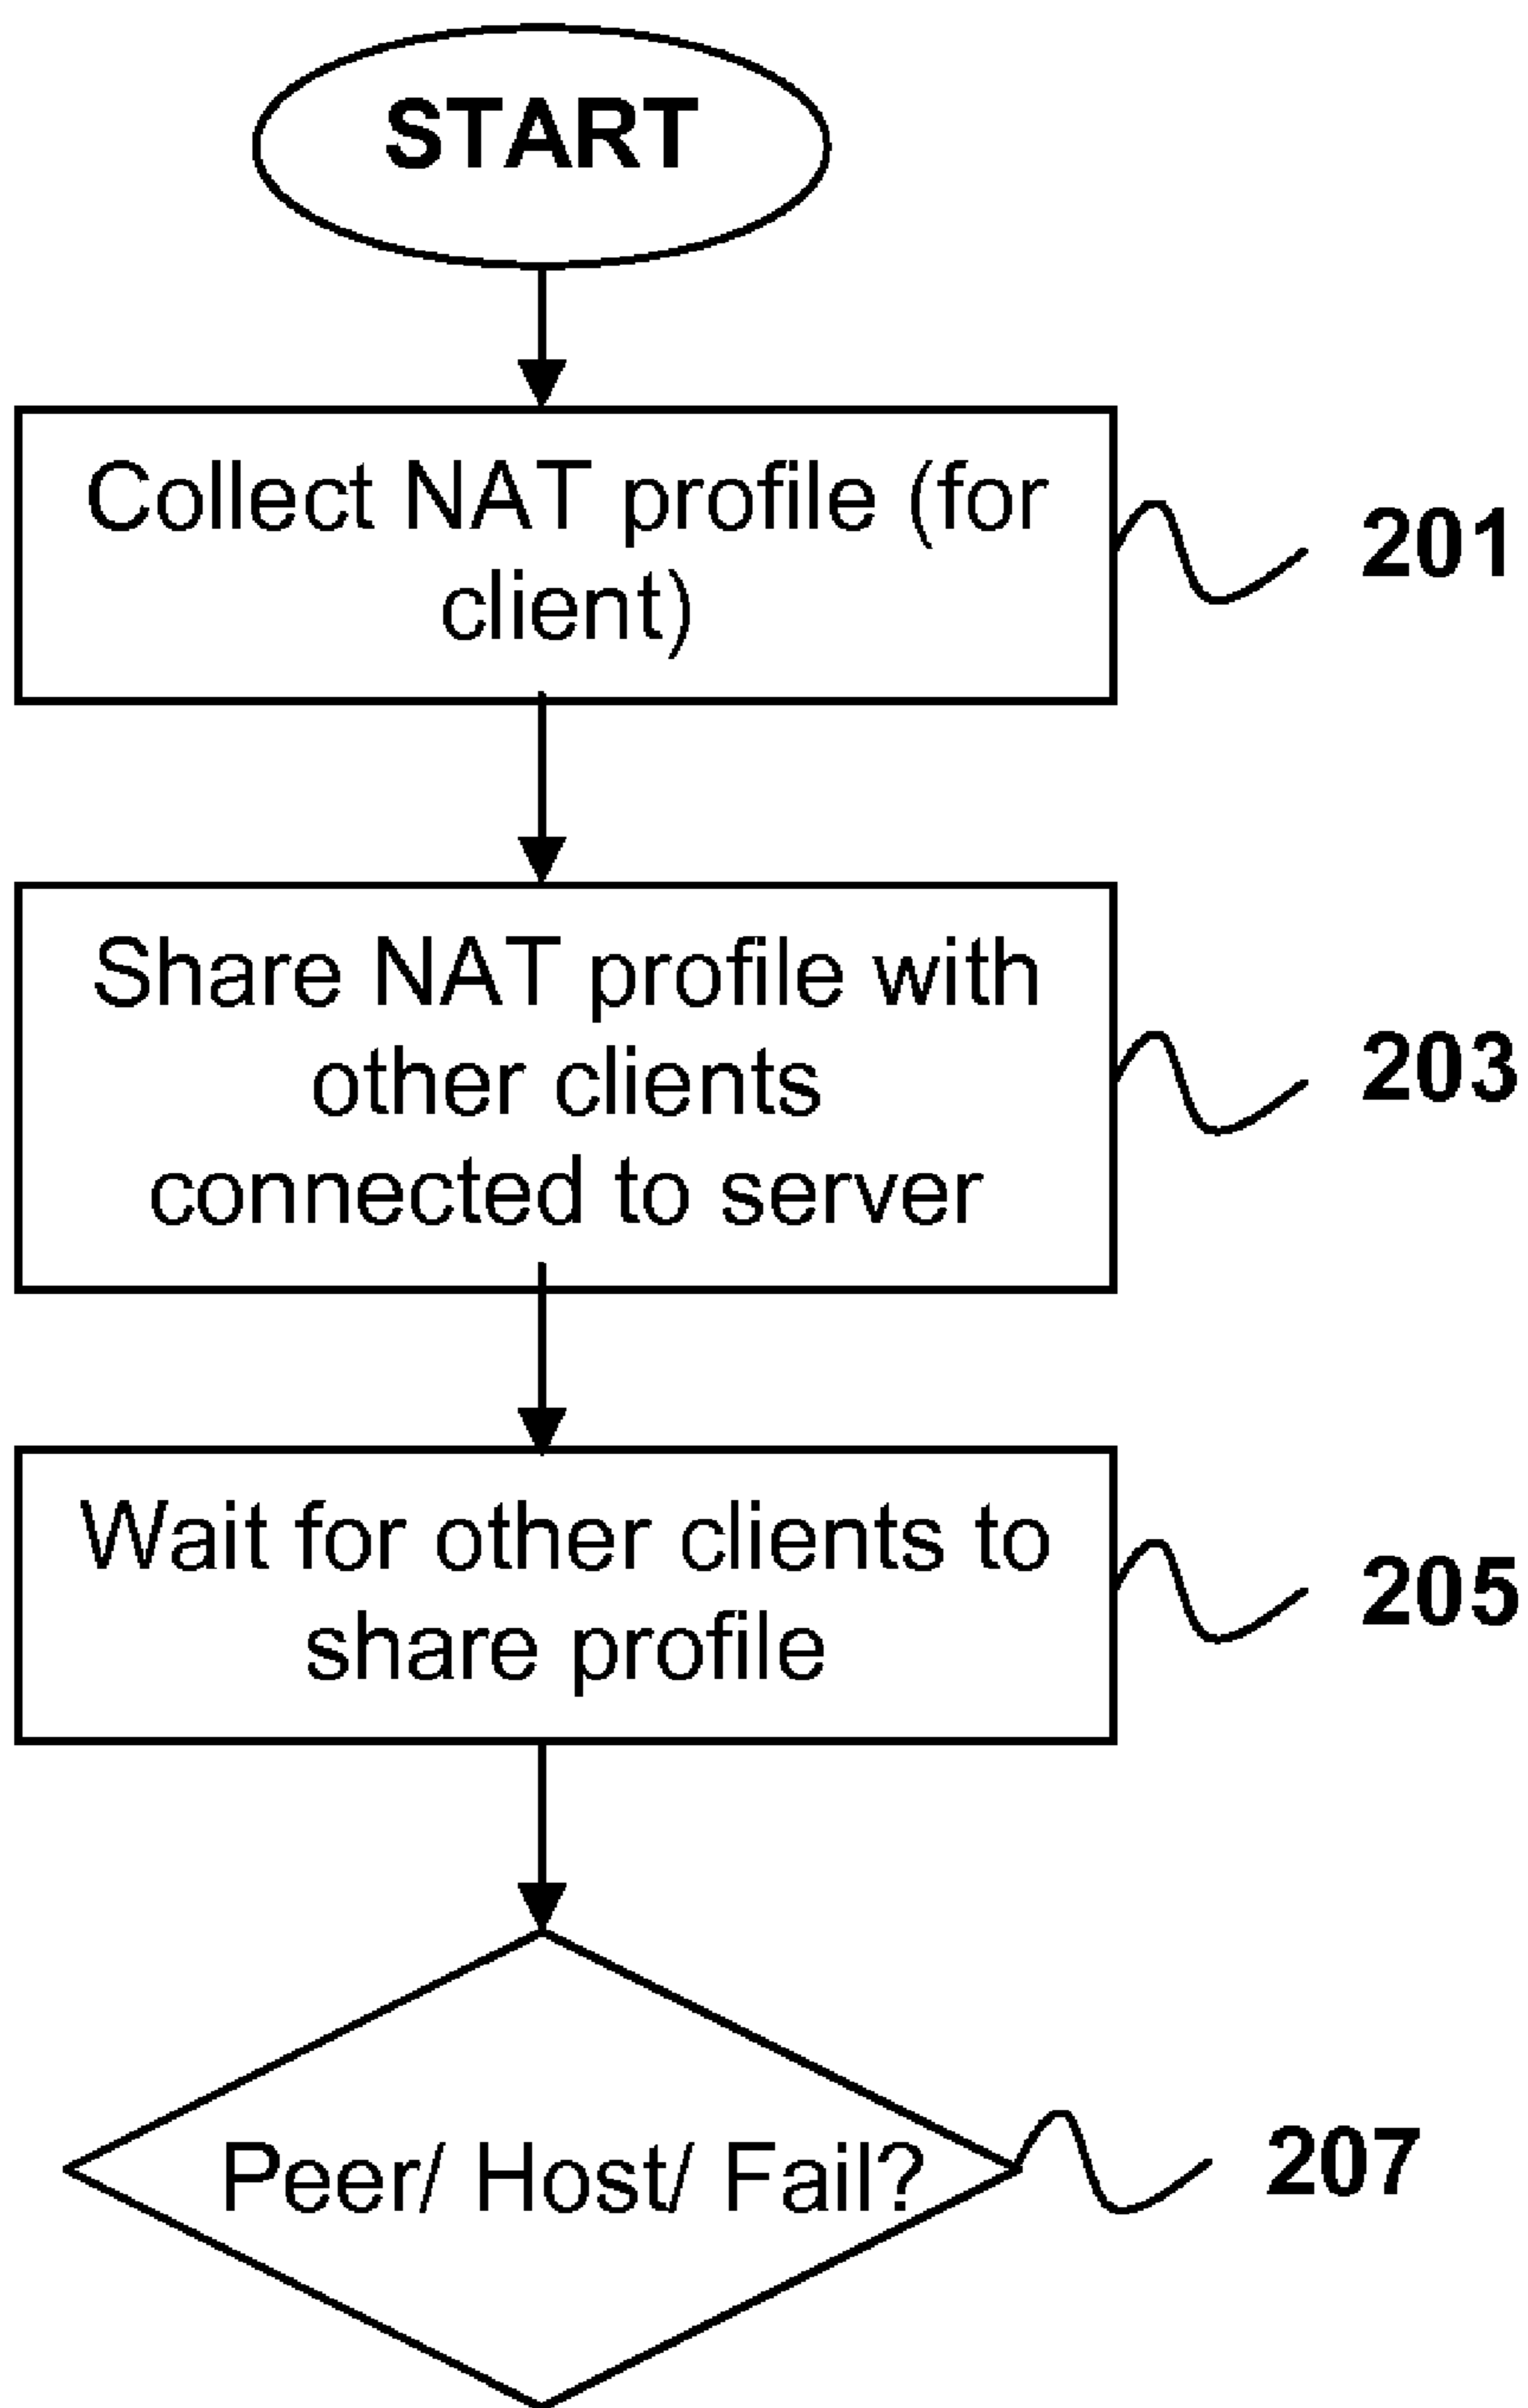 START
Collect NAT profile (for
client)
201
Share NAT profile with
other clients
connected to server
203
Wait for other clients to
share profile
205
Peer/ Host/ Fail?
207